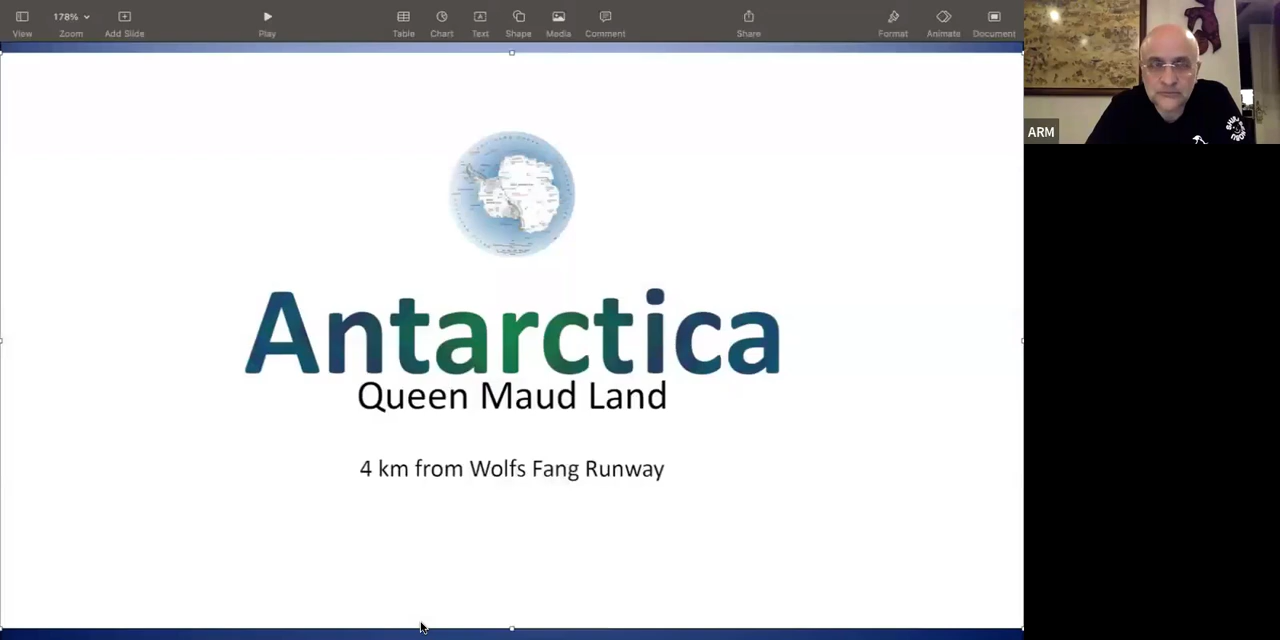 178%
View
Zoom
Add Slide
Play
Table
Chart
Text
Shape
Media
Comment
Share
Format
Animate
Document
ARM
Antarctica
Queen Maud Land
4 km from Wolfs Fang Runway